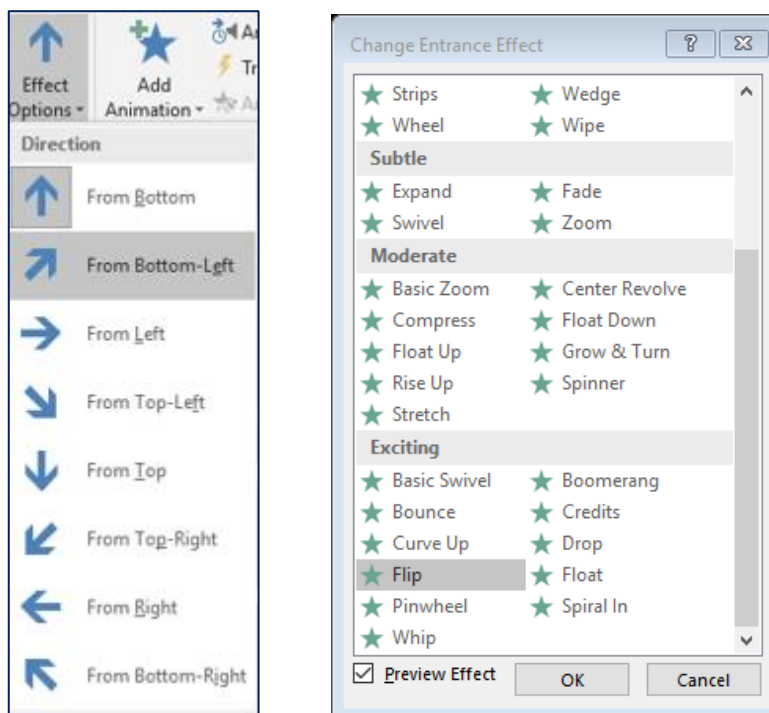 Effect
Options
Add
Animation
Tr
Direction
From Bottom
From Bottom-Left
From Left
From Top-Left
From Top
From Top-Right
From Right
From Bottom-Right
Change Entrance Effect
Strips Wedge
Wheel Wipe
Subtle
Expand Fade
Swivel Zoom
Moderate
Basic Zoom Center Revolve
Compress Float Down
Float Up Grow & Turn
Rise Up Spinner
Stretch
Exciting
Basic Swivel Boomerang
Bounce Credits
Curve Up Drop
Flip Float
Pinwheel Spiral In
Whip
Preview Effect OK Cancel